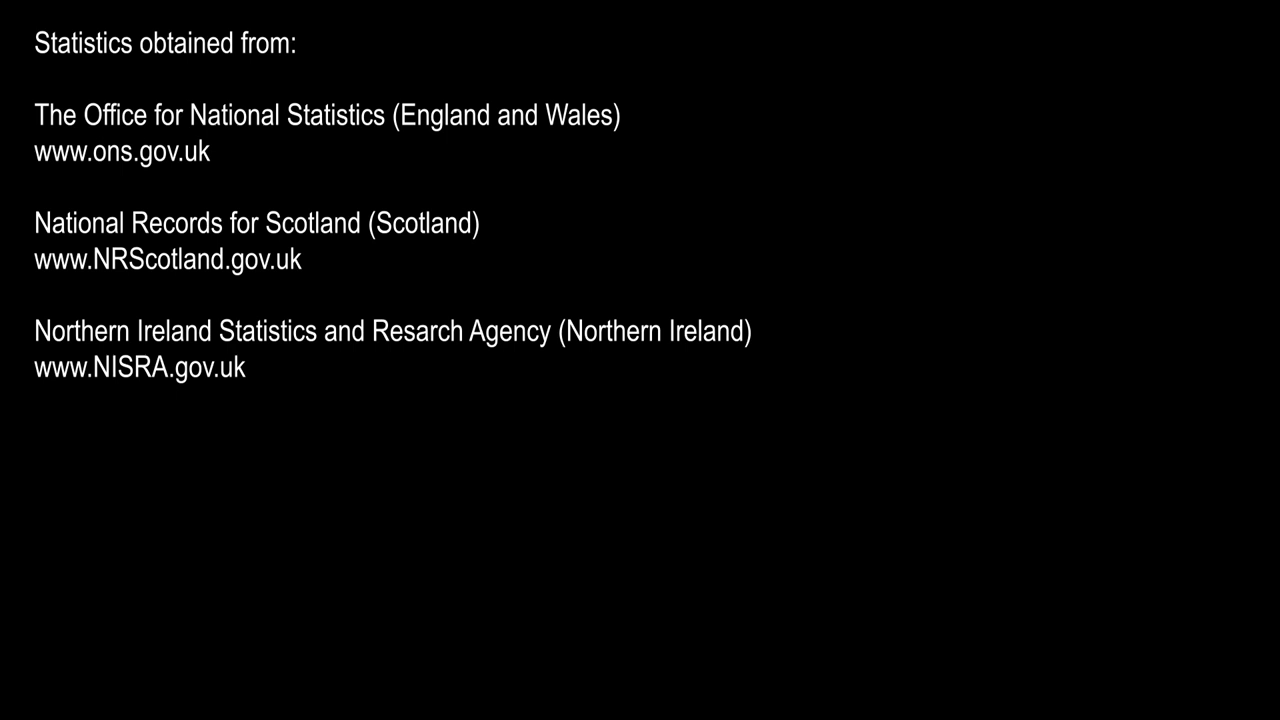 Statistics obtained from:
The Office for National Statistics (England and Wales)
www.ons.gov.uk
National Records for Scotland (Scotland)
www.NRScotland.gov.uk
Northern Ireland Statistics and Resarch Agency (Northern Ireland)
www.NISRA.gov.uk